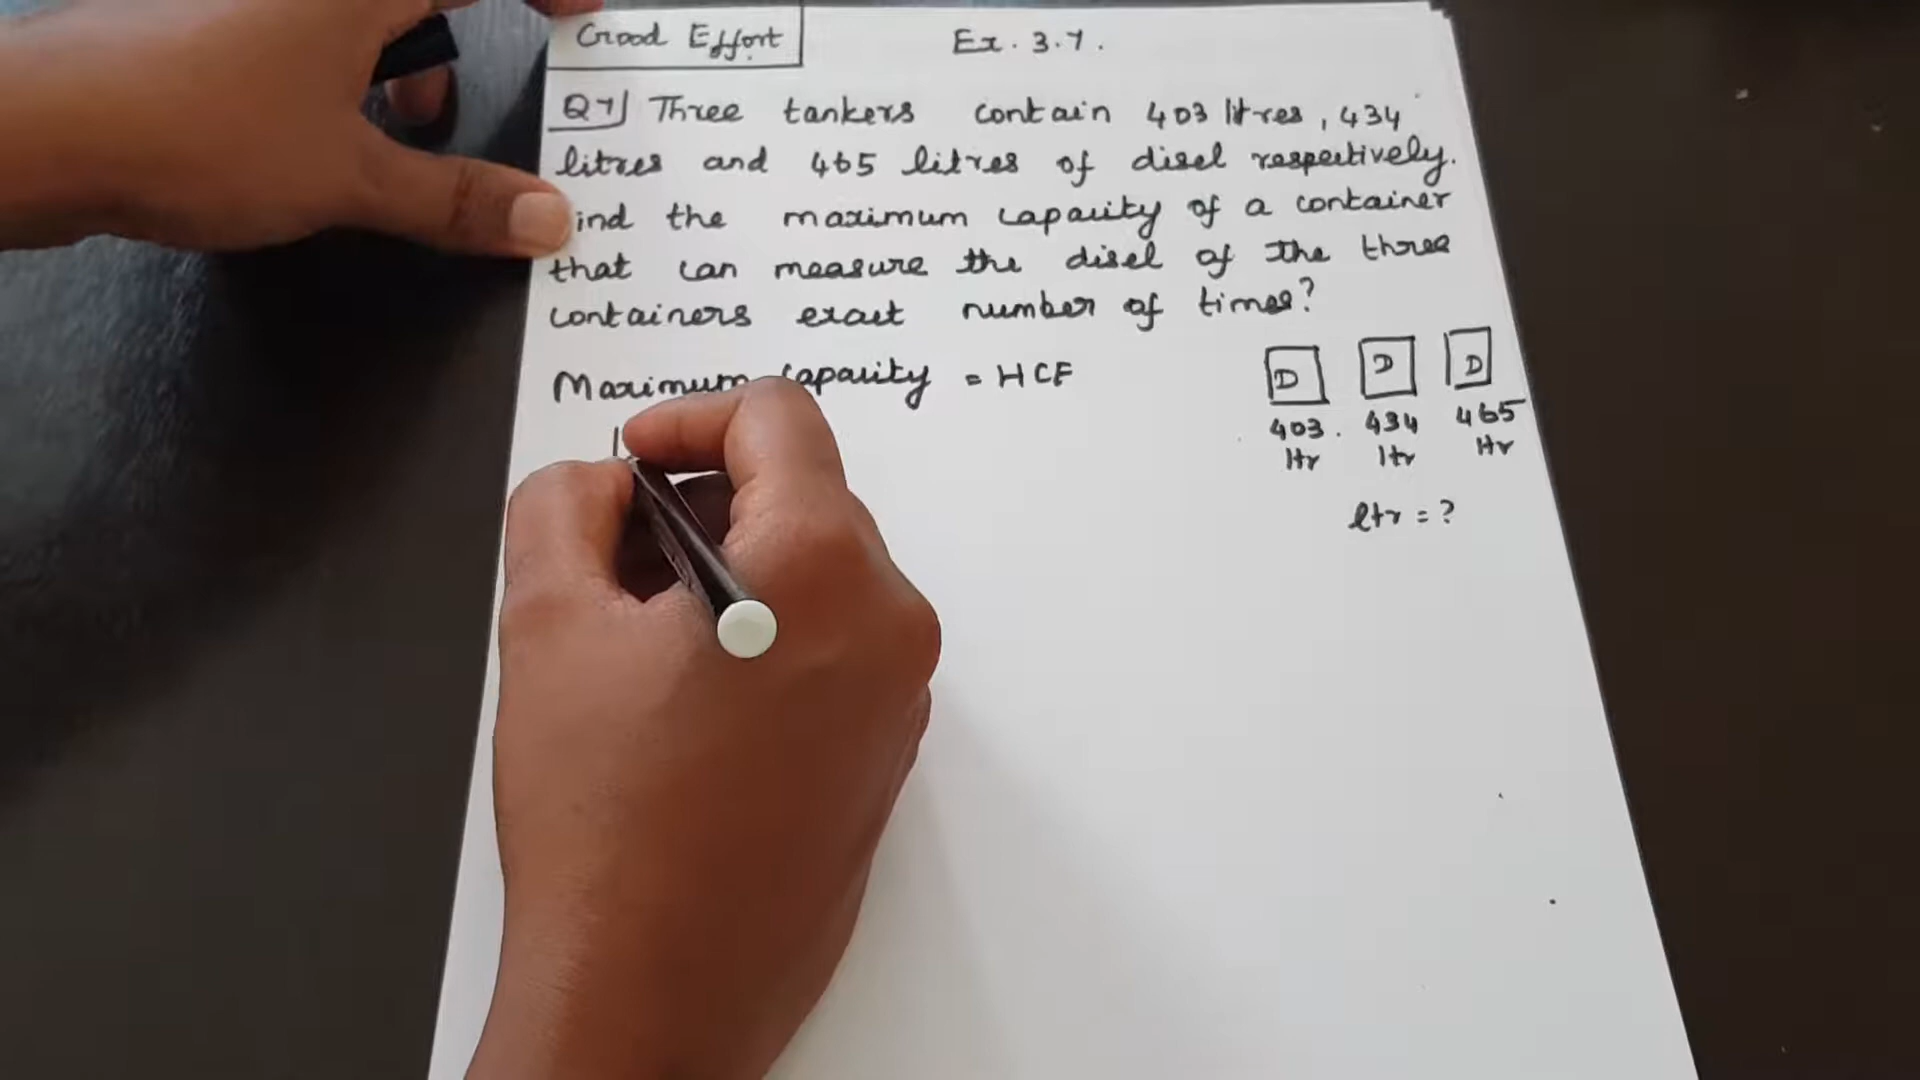 Good Effort
Ex. 3.7.
Q7 Three tankers contain 403 ltres, 434
litres and 465 litres of disel respectively.
ind the maximum capacity of a container
that can measure the disel of the three
containers exact number of times?
Maximum capacity = HCF
D D D
403. 434 465
ltr ltr ltr
ltr = ?